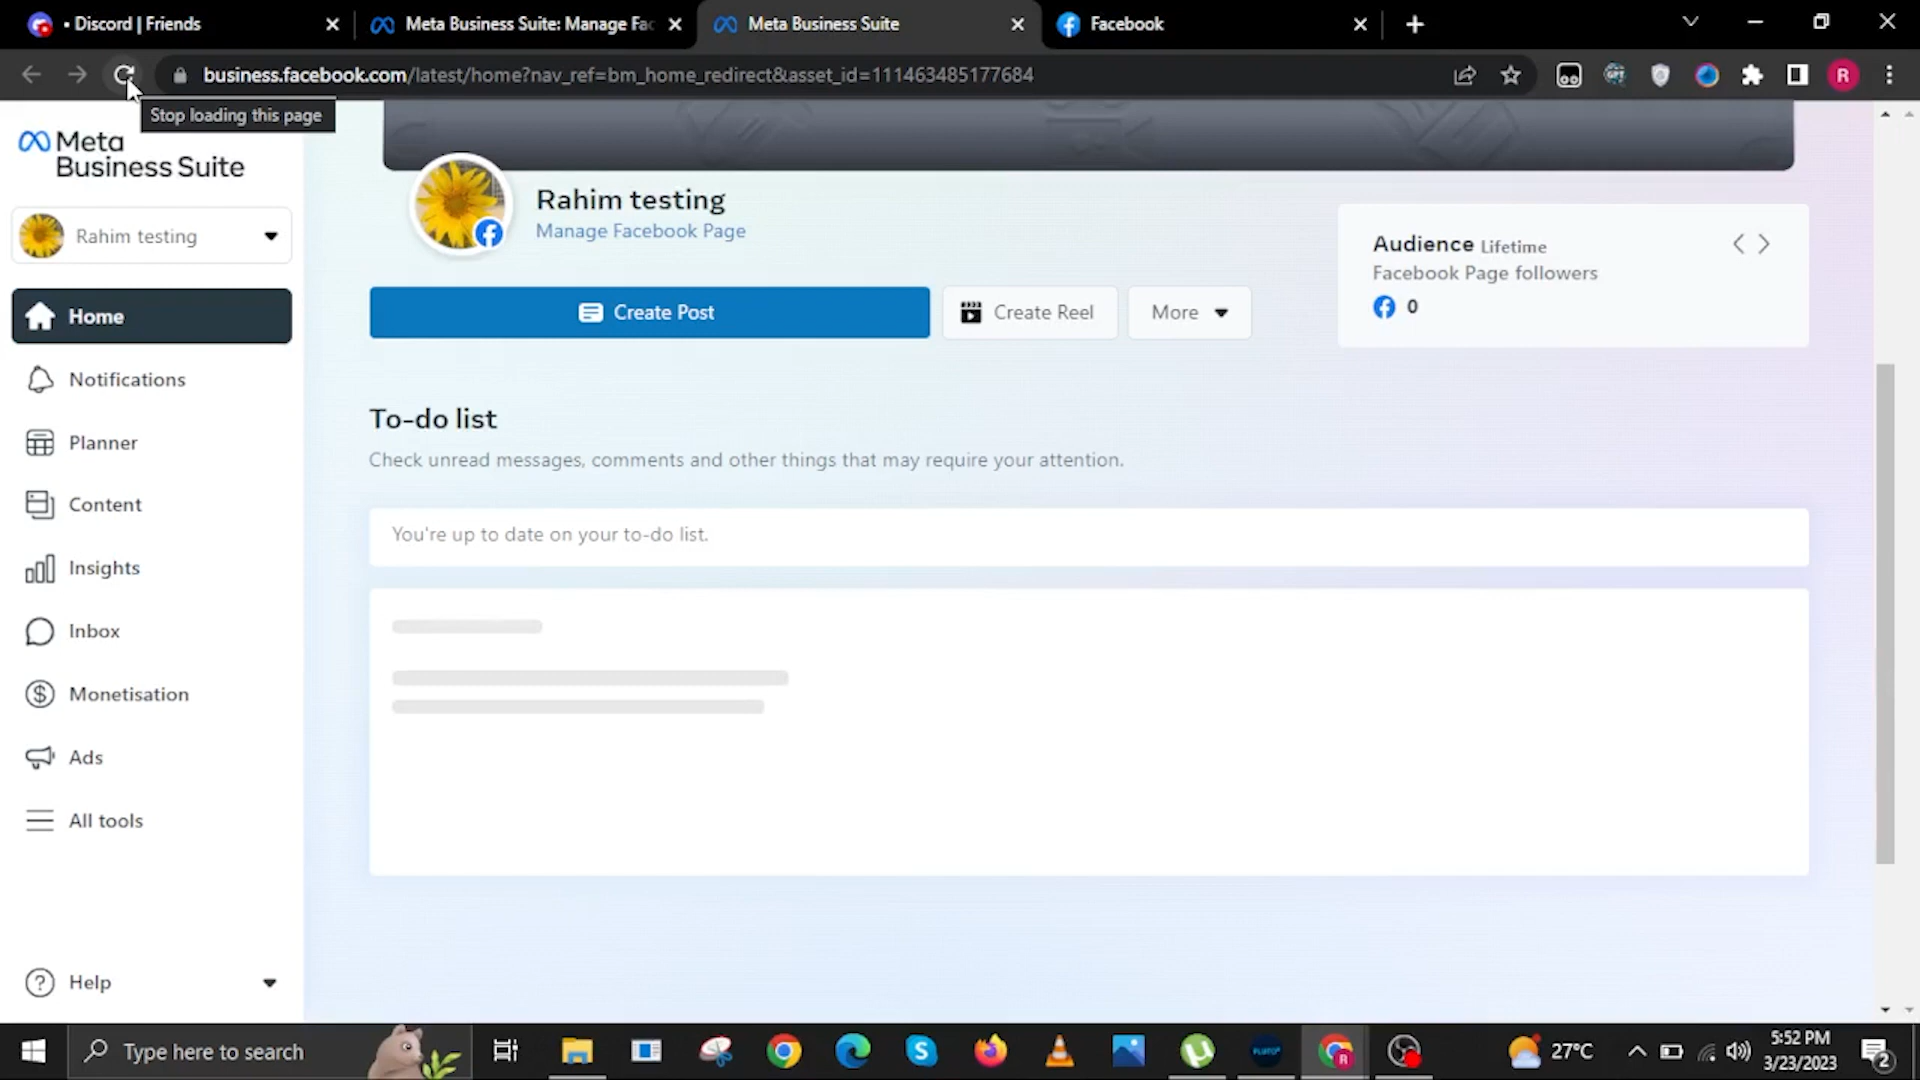 • Discord | Friends
Meta Business Suite: Manage Fac
Meta Business Suite
Facebook
business.facebook.com/latest/home?nav_ref=bm_home_redirect&asset_id=111463485177684
R
Stop loading this page
Meta
Business Suite
Rahim testing
Home
Notifications
Planner
Content
Insights
Inbox
Monetisation
Ads
All tools
Help
Rahim testing
Manage Facebook Page
Create Post
Create Reel
More
Audience Lifetime
Facebook Page followers
0
To-do list
Check unread messages, comments and other things that may require your attention.
You're up to date on your to-do list.
Type here to search
27°C
5:52 PM
3/23/2023
2